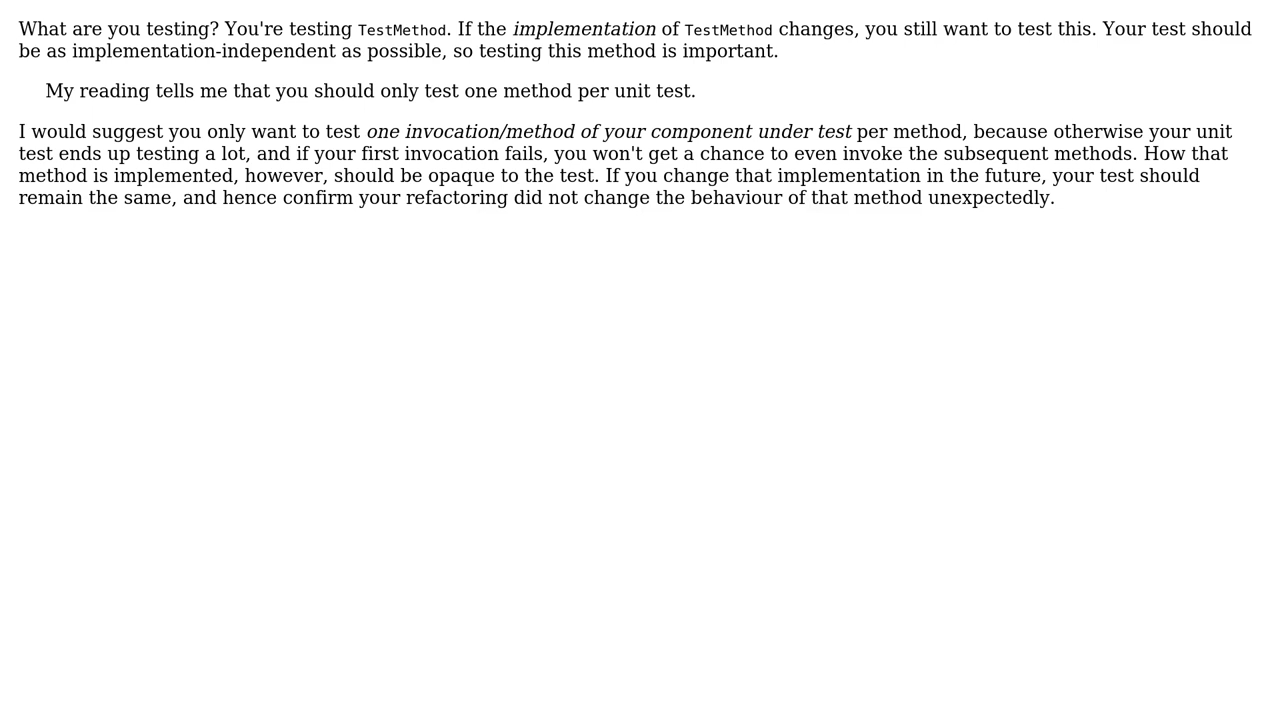 What are you testing? You're testing TestMethod. If the implementation of TestMethod changes, you still want to test this. Your test should
be as implementation-independent as possible, so testing this method is important.
My reading tells me that you should only test one method per unit test.
I would suggest you only want to test one invocation/method of your component under test per method, because otherwise your unit
test ends up testing a lot, and if your first invocation fails, you won't get a chance to even invoke the subsequent methods. How that
method is implemented, however, should be opaque to the test. If you change that implementation in the future, your test should
remain the same, and hence confirm your refactoring did not change the behaviour of that method unexpectedly.